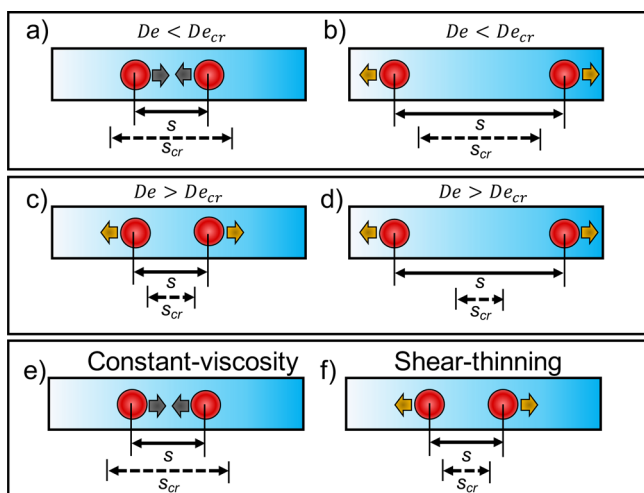 a) De < De_cr
b) De < De_cr
s
s_cr
s
s_cr
c) De > De_cr
d) De > De_cr
s
s_cr
s
s_cr
Constant-viscosity
Shear-thinning
e)
f)
s
s_cr
s
s_cr